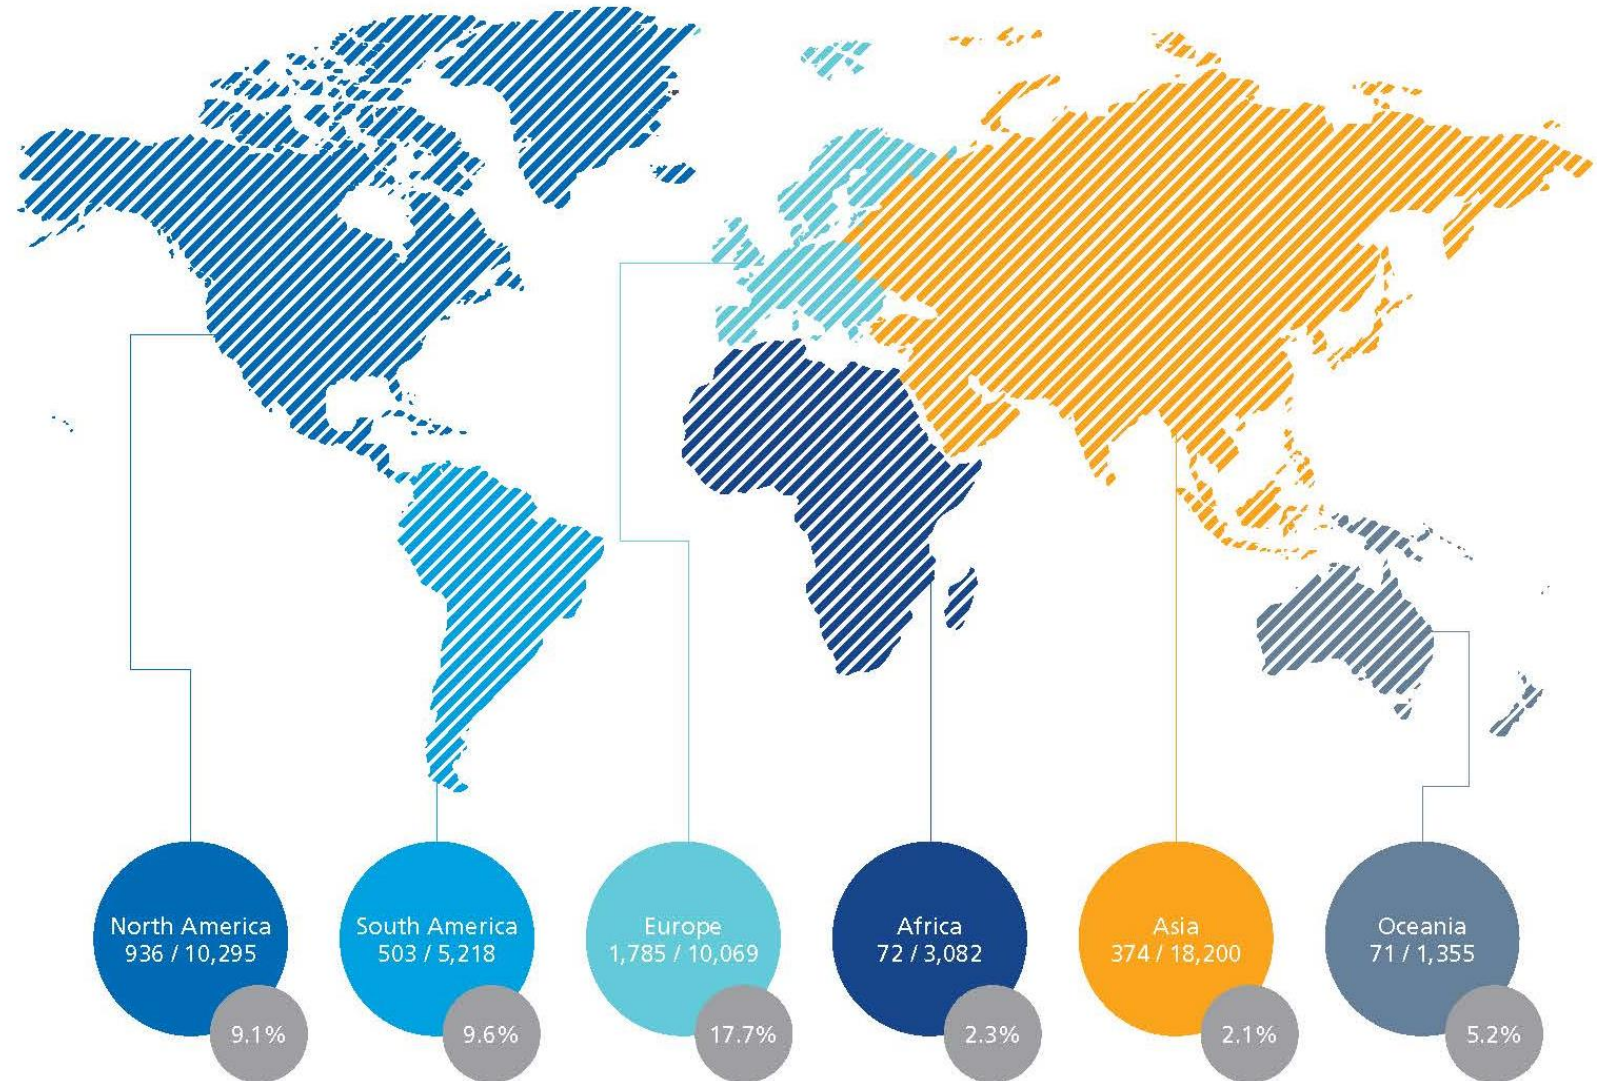 North America
936 / 10,295
9.1%
South America
503 / 5,218
9.6%
Europe
1,785 / 10,069
17.7%
Africa
72 / 3,082
2.3%
Asia
374 / 18,200
2.1%
Oceania
71 / 1,355
5.2%